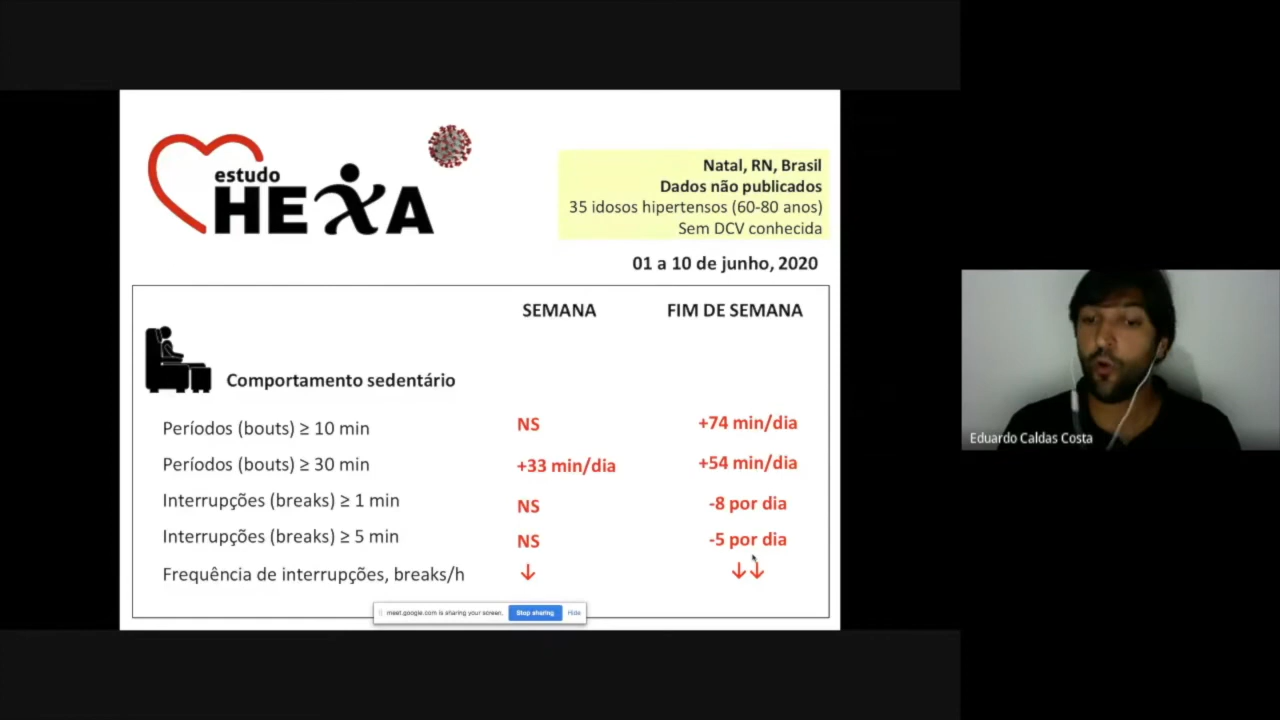 estudo
HEXA
Natal, RN, Brasil
Dados não publicados
35 idosos hipertensos (60-80 anos)
Sem DCV conhecida
01 a 10 de junho, 2020
SEMANA FIM DE SEMANA
Comportamento sedentário
Períodos (bouts) ≥ 10 min NS +74 min/dia
Períodos (bouts) ≥ 30 min +33 min/dia +54 min/dia
Interrupções (breaks) ≥ 1 min NS -8 por dia
Interrupções (breaks) ≥ 5 min NS -5 por dia
Frequência de interrupções, breaks/h ↓ ↓↓
meet.google.com is sharing your screen. Stop sharing Hide
Eduardo Caldas Costa